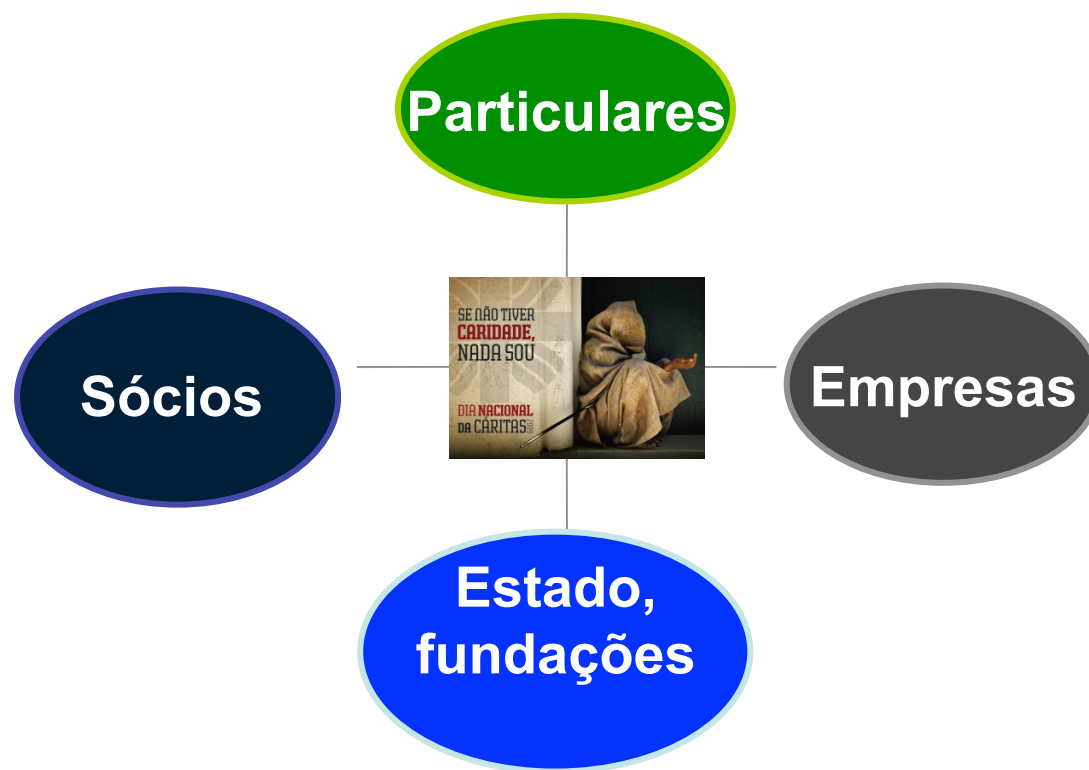 Particulares
SE NÃO TIVER
CARIDADE,
NADA SOU
DIA NACIONAL
DA CÁRITAS
Sócios
Empresas
Estado,
fundações